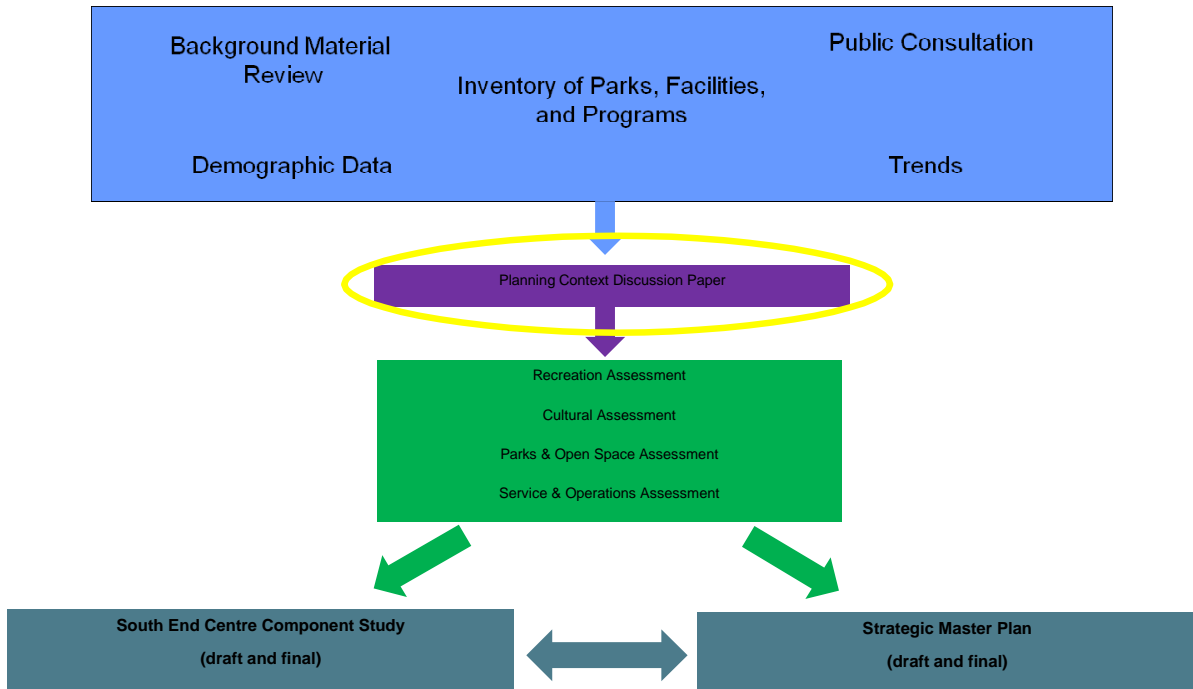 Background Material
Review
Public Consultation
Inventory of Parks, Facilities,
and Programs
Demographic Data
Trends
Planning Context Discussion Paper
Recreation Assessment
Cultural Assessment
Parks & Open Space Assessment
Service & Operations Assessment
South End Centre Component Study
(draft and final)
Strategic Master Plan
(draft and final)